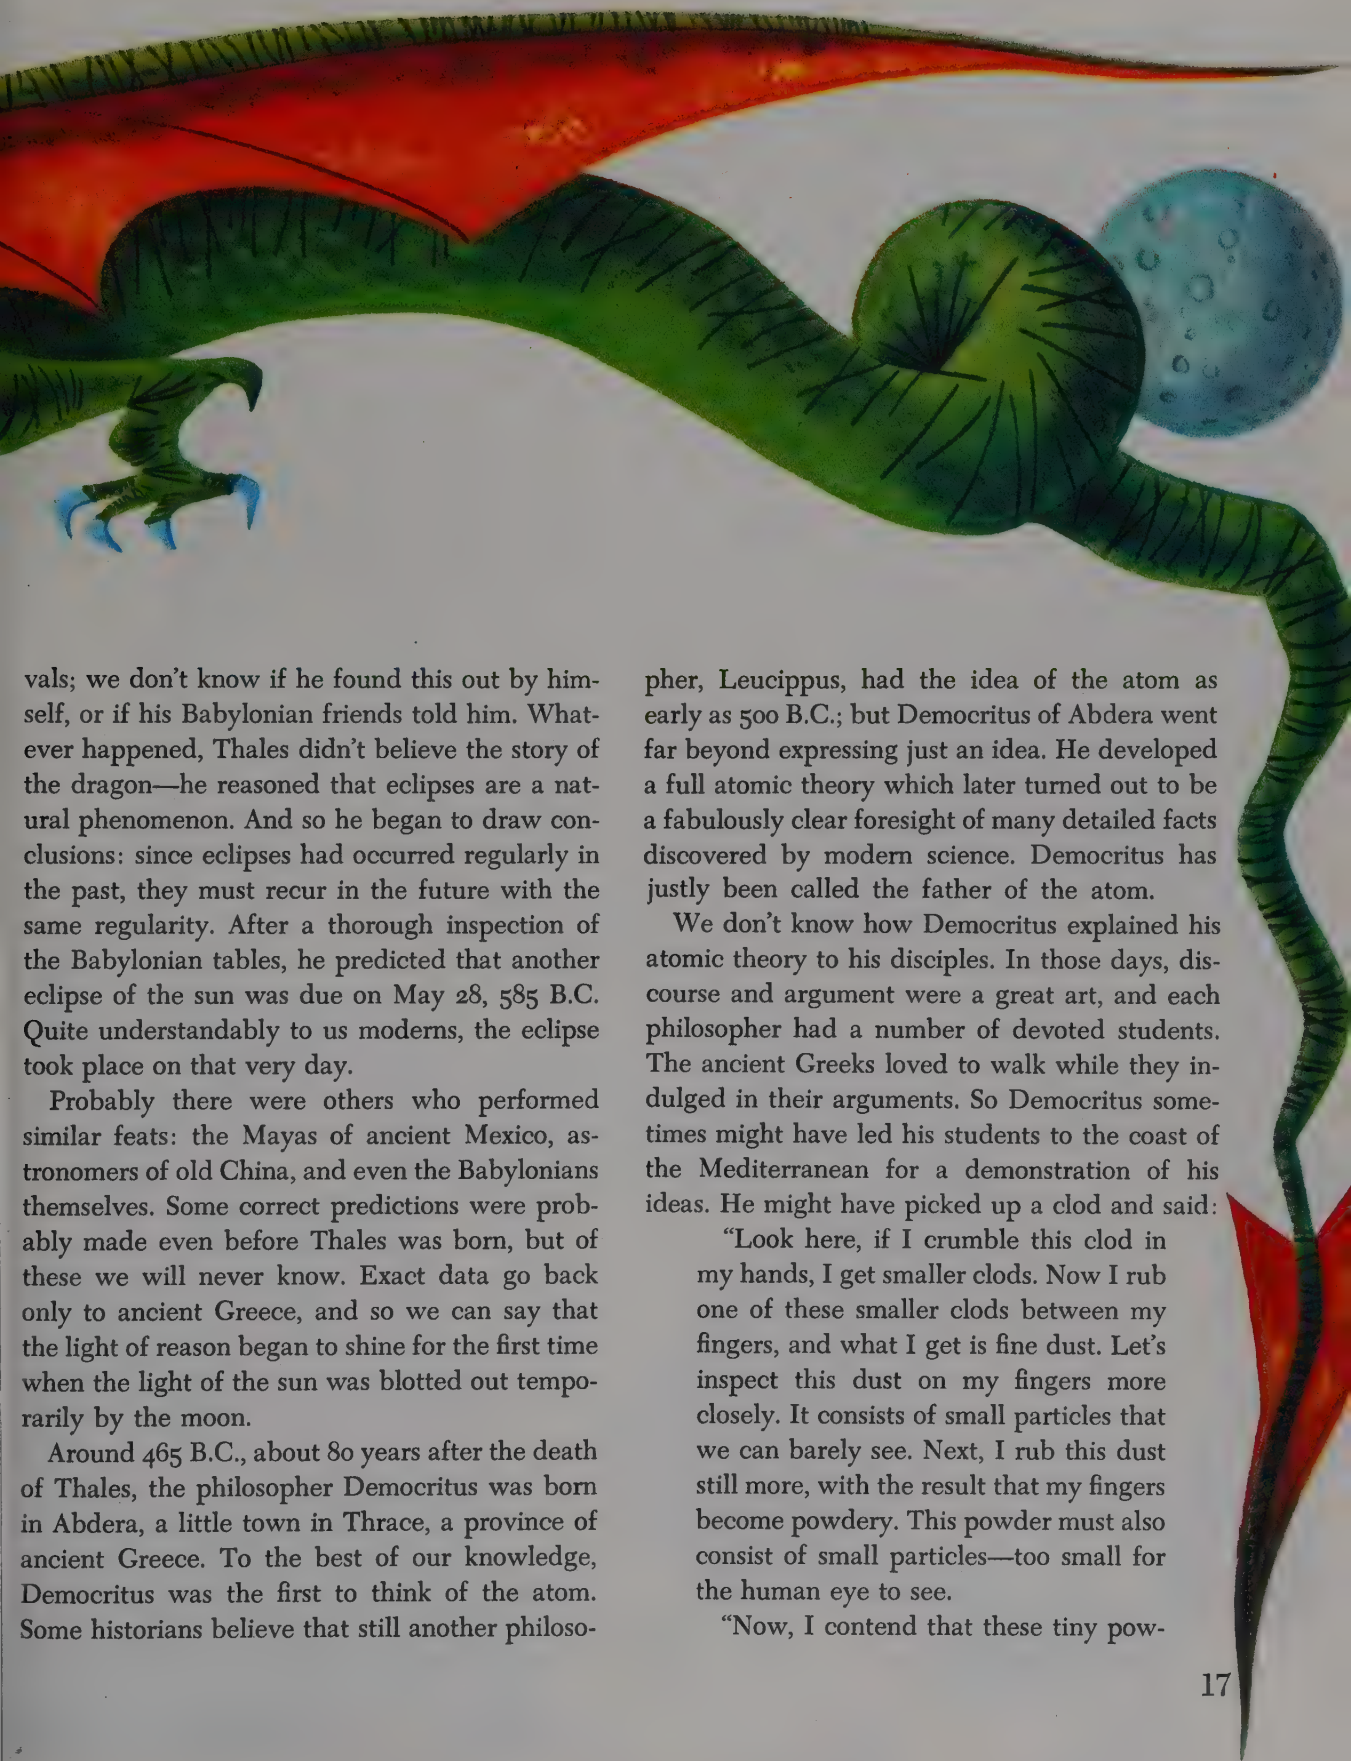 vals; we don't know if he found this out by him-
self, or if his Babylonian friends told him. What-
ever happened, Thales didn't believe the story of
the dragon—he reasoned that eclipses are a nat-
ural phenomenon. And so he began to draw con-
clusions: since eclipses had occurred regularly in
the past, they must recur in the future with the
same regularity. After a thorough inspection of
the Babylonian tables, he predicted that another
eclipse of the sun was due on May 28, 585 B.C.
Quite understandably to us moderns, the eclipse
took place on that very day.
Probably there were others who performed
similar feats: the Mayas of ancient Mexico, as-
tronomers of old China, and even the Babylonians
themselves. Some correct predictions were prob-
ably made even before Thales was born, but of
these we will never know. Exact data go back
only to ancient Greece, and so we can say that
the light of reason began to shine for the first time
when the light of the sun was blotted out tempo-
rarily by the moon.
Around 465 B.C., about 80 years after the death
of Thales, the philosopher Democritus was born
in Abdera, a little town in Thrace, a province of
ancient Greece. To the best of our knowledge,
Democritus was the first to think of the atom.
Some historians believe that still another philoso-
pher, Leucippus, had the idea of the atom as
early as 500 B.C.; but Democritus of Abdera went
far beyond expressing just an idea. He developed
a full atomic theory which later turned out to be
a fabulously clear foresight of many detailed facts
discovered by modern science. Democritus has
justly been called the father of the atom.
We don't know how Democritus explained his
atomic theory to his disciples. In those days, dis-
course and argument were a great art, and each
philosopher had a number of devoted students.
The ancient Greeks loved to walk while they in-
dulged in their arguments. So Democritus some-
times might have led his students to the coast of
the Mediterranean for a demonstration of his
ideas. He might have picked up a clod and said:
“Look here, if I crumble this clod in
my hands, I get smaller clods. Now I rub
one of these smaller clods between my
fingers, and what I get is fine dust. Let's
inspect this dust on my fingers more
closely. It consists of small particles that
we can barely see. Next, I rub this dust
still more, with the result that my fingers
become powdery. This powder must also
consist of small particles—too small for
the human eye to see.
“Now, I contend that these tiny pow-
17